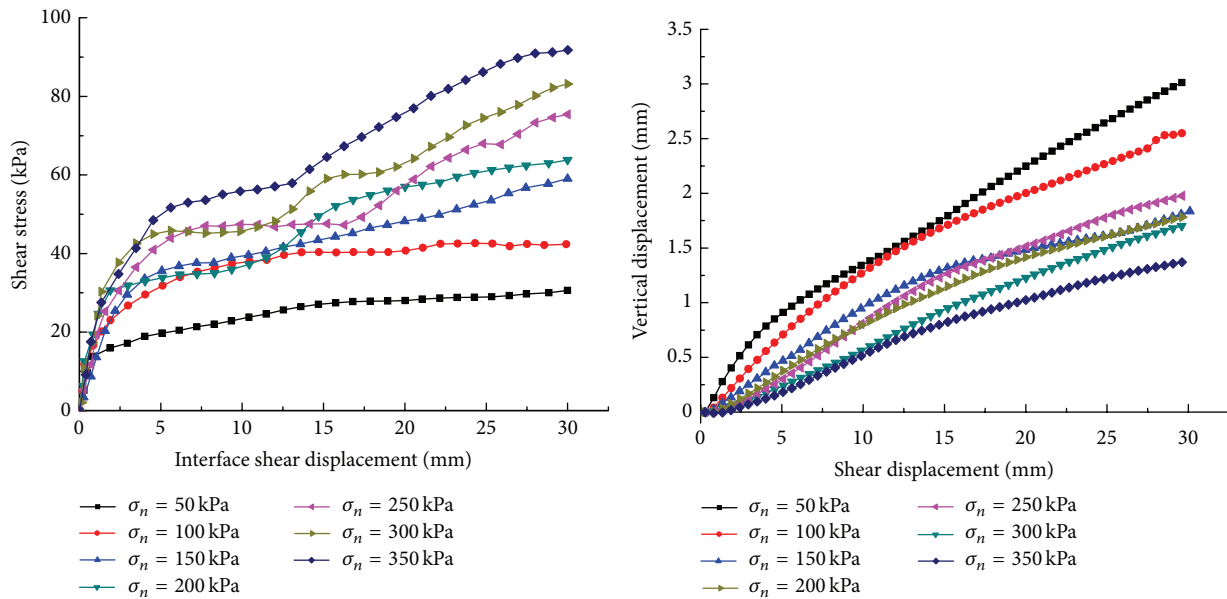 100
80
60
40
20
0
Shear stress (kPa)
0 5 10 15 20 25 30
Interface shear displacement (mm)
σn = 50 kPa
σn = 100 kPa
σn = 150 kPa
σn = 200 kPa
σn = 250 kPa
σn = 300 kPa
σn = 350 kPa
3.5
3
2.5
2
1.5
1
0.5
0
Vertical displacement (mm)
0 5 10 15 20 25 30
Shear displacement (mm)
σn = 50 kPa
σn = 100 kPa
σn = 150 kPa
σn = 200 kPa
σn = 250 kPa
σn = 300 kPa
σn = 350 kPa